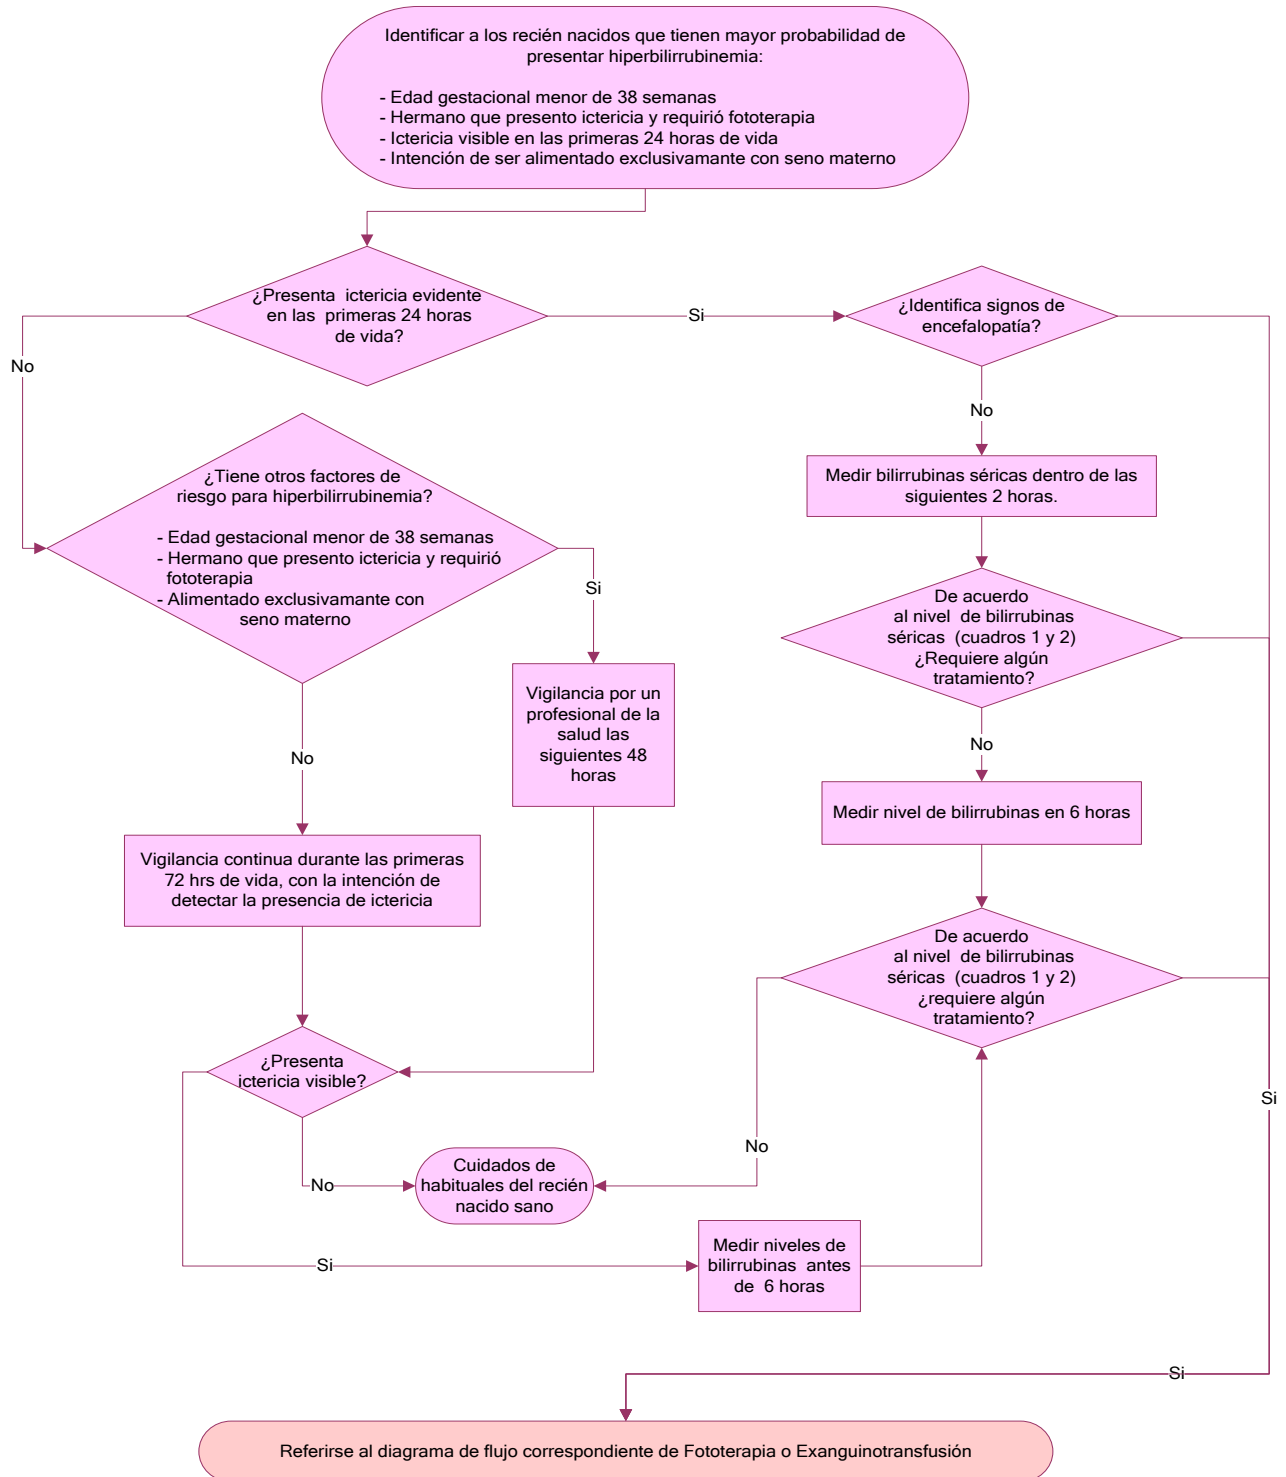 Identificar a los recién nacidos que tienen mayor probabilidad de
presentar hiperbilirrubinemia:
- Edad gestacional menor de 38 semanas
- Hermano que presento ictericia y requirió fototerapia
- Ictericia visible en las primeras 24 horas de vida
- Intención de ser alimentado exclusivamante con seno materno
¿Presenta ictericia evidente
en las primeras 24 horas
de vida?
Si
¿Identifica signos de
encefalopatía?
No
No
¿Tiene otros factores de
riesgo para hiperbilirrubinemia?
- Edad gestacional menor de 38 semanas
- Hermano que presento ictericia y requirió
fototerapia
- Alimentado exclusivamante con
seno materno
Si
No
Medir bilirrubinas séricas dentro de las
siguientes 2 horas.
De acuerdo
al nivel de bilirrubinas
séricas (cuadros 1 y 2)
¿Requiere algún
tratamiento?
No
Vigilancia por un
profesional de la
salud las
siguientes 48
horas
Medir nivel de bilirrubinas en 6 horas
Vigilancia continua durante las primeras
72 hrs de vida, con la intención de
detectar la presencia de ictericia
De acuerdo
al nivel de bilirrubinas
séricas (cuadros 1 y 2)
¿requiere algún
tratamiento?
¿Presenta
ictericia visible?
Si
No
No
Cuidados de
habituales del recién
nacido sano
Si
Medir niveles de
bilirrubinas antes
de 6 horas
Si
Referirse al diagrama de flujo correspondiente de Fototerapia o Exanguinotransfusión